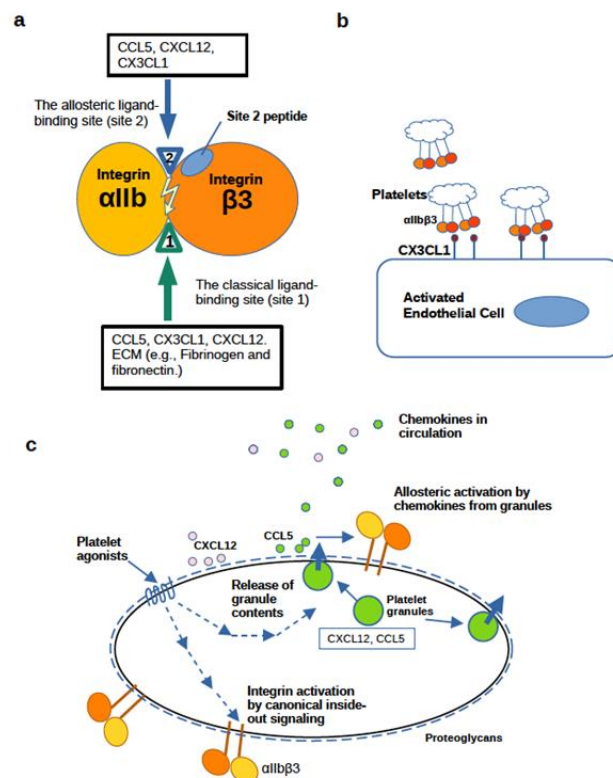 a
CCL5, CXCL12,
CX3CL1
The allosteric ligand-
binding site (site 2)
Site 2 peptide
2
Integrin
αIIb
Integrin
β3
1
The classical ligand-
binding site (site 1)
CCL5, CX3CL1, CXCL12.
ECM (e.g., Fibrinogen and
fibronectin.)
b
Platelets
αIIbβ3
CX3CL1
Activated
Endothelial Cell
c
Chemokines in
circulation
Allosteric activation by
chemokines from granules
Platelet
agonists
CXCL12
CCL5
Release of
granule
contents
Platelet
granules
CXCL12, CCL5
Integrin activation
by canonical inside-
out signaling
Proteoglycans
αIIbβ3